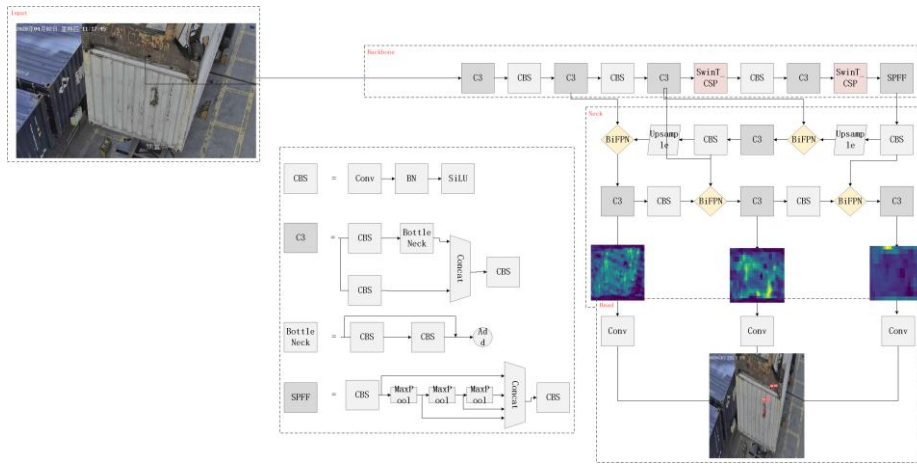 Input
Backbone
C3
CBS
C3
CBS
C3
SwinT_
CSP
CBS
C3
SwinT_
CSP
SPFF
Neck
BiFPN
Upsamp
le
CBS
C3
BiFPN
Upsamp
le
CBS
C3
CBS
BiFPN
C3
CBS
BiFPN
C3
Head
Conv
Conv
Conv
CBS = Conv BN SiLU
C3 = CBS Bottle
Neck
Concat
CBS
CBS
Bottle
Neck
= CBS CBS Ad
d
SPFF = CBS MaxP
ool
MaxP
ool
MaxP
ool
Concat
CBS